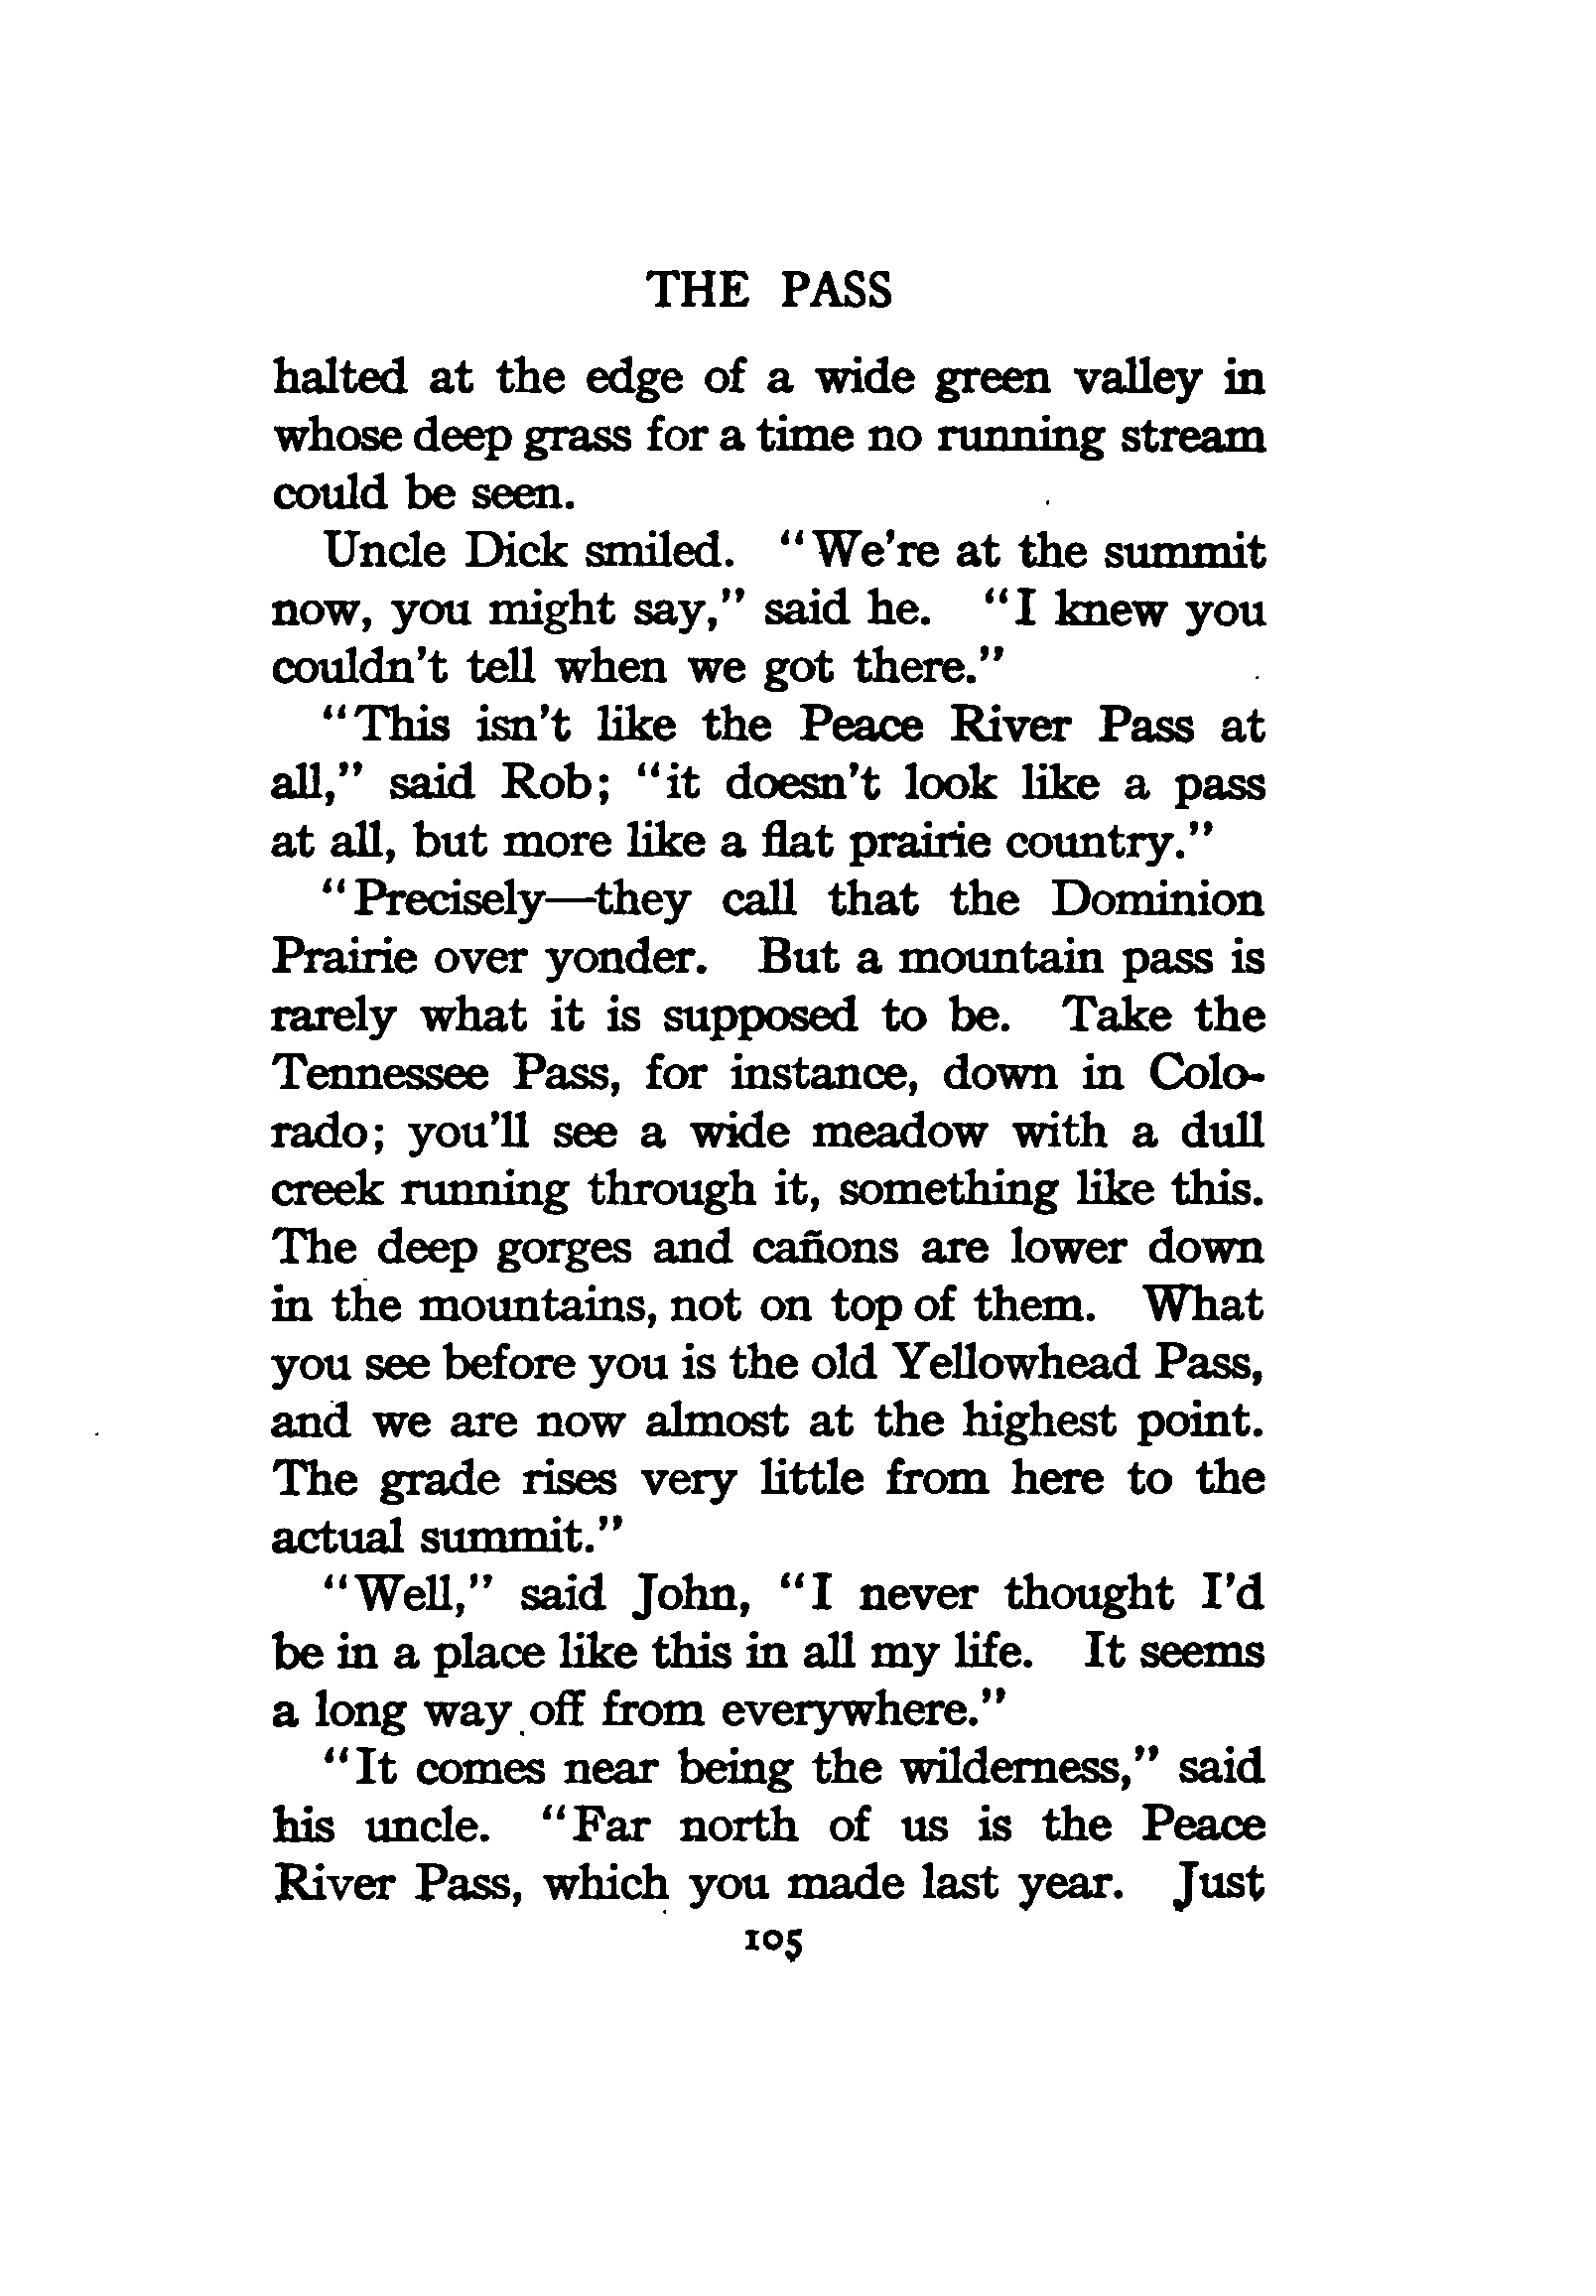 THE PASS
halted at the edge of a wide green valley in
whose deep grass for a time no running stream
could be seen.
Uncle Dick smiled. "We're at the summit
now, you might say," said he. "I knew you
couldn't tell when we got there."
"This isn't like the Peace River Pass at
all," said Rob; "it doesn't look like a pass
at all, but more like a flat prairie country."
"Precisely—they call that the Dominion
Prairie over yonder. But a mountain pass is
rarely what it is supposed to be. Take the
Tennessee Pass, for instance, down in Colo-
rado; you'll see a wide meadow with a dull
creek running through it, something like this.
The deep gorges and cañons are lower down
in the mountains, not on top of them. What
you see before you is the old Yellowhead Pass,
and we are now almost at the highest point.
The grade rises very little from here to the
actual summit."
"Well," said John, "I never thought I'd
be in a place like this in all my life. It seems
a long way off from everywhere."
"It comes near being the wilderness," said
his uncle. "Far north of us is the Peace
River Pass, which you made last year. Just
105